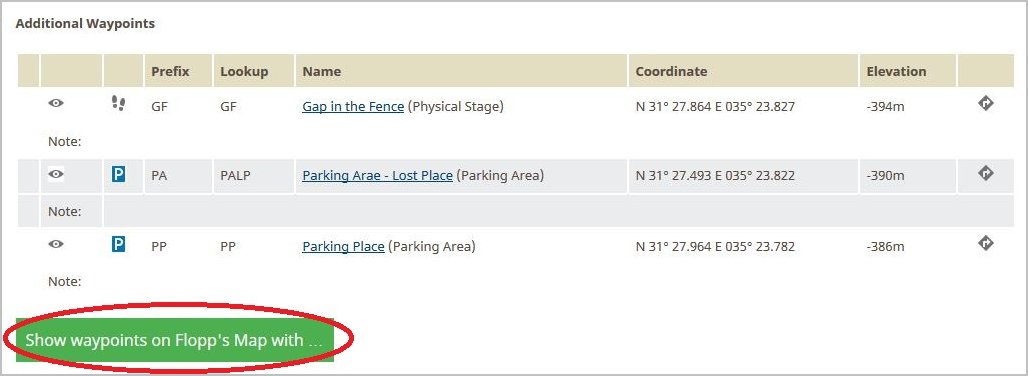 Additional Waypoints
Prefix Lookup Name Coordinate Elevation
GF GF Gap in the Fence (Physical Stage) N 31° 27.864 E 035° 23.827 -394m
Note:
P PA PALP Parking Arae - Lost Place (Parking Area) N 31° 27.493 E 035° 23.822 -390m
Note:
P PP PP Parking Place (Parking Area) N 31° 27.964 E 035° 23.782 -386m
Note:
Show waypoints on Flopp's Map with ...